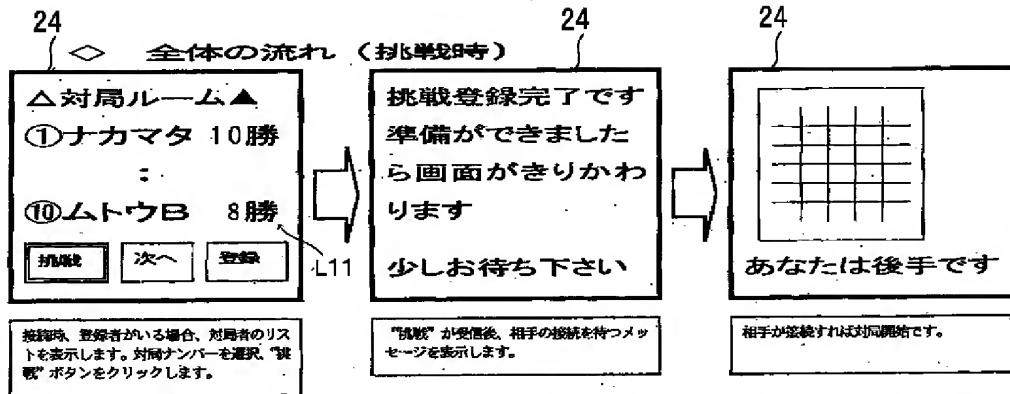 24
24
24
◇ 全体の流れ（挑戦時）
△対局ルーム▲
①ナカマタ 10勝
：
⑩ムトウB 8勝
挑戦 次へ 登録
L11
接続時、登録者がいる場合、対局者のリス
トを表示します。対局ナンバーを選択、"挑
戦"ボタンをクリックします。
挑戦登録完了です
準備ができました
ら画面がきりかわ
ります
少しお待ち下さい
"挑戦"が受信後、相手の接続を待つメッ
セージを表示します。
あなたは後手です
相手が接続すれば対局開始です。